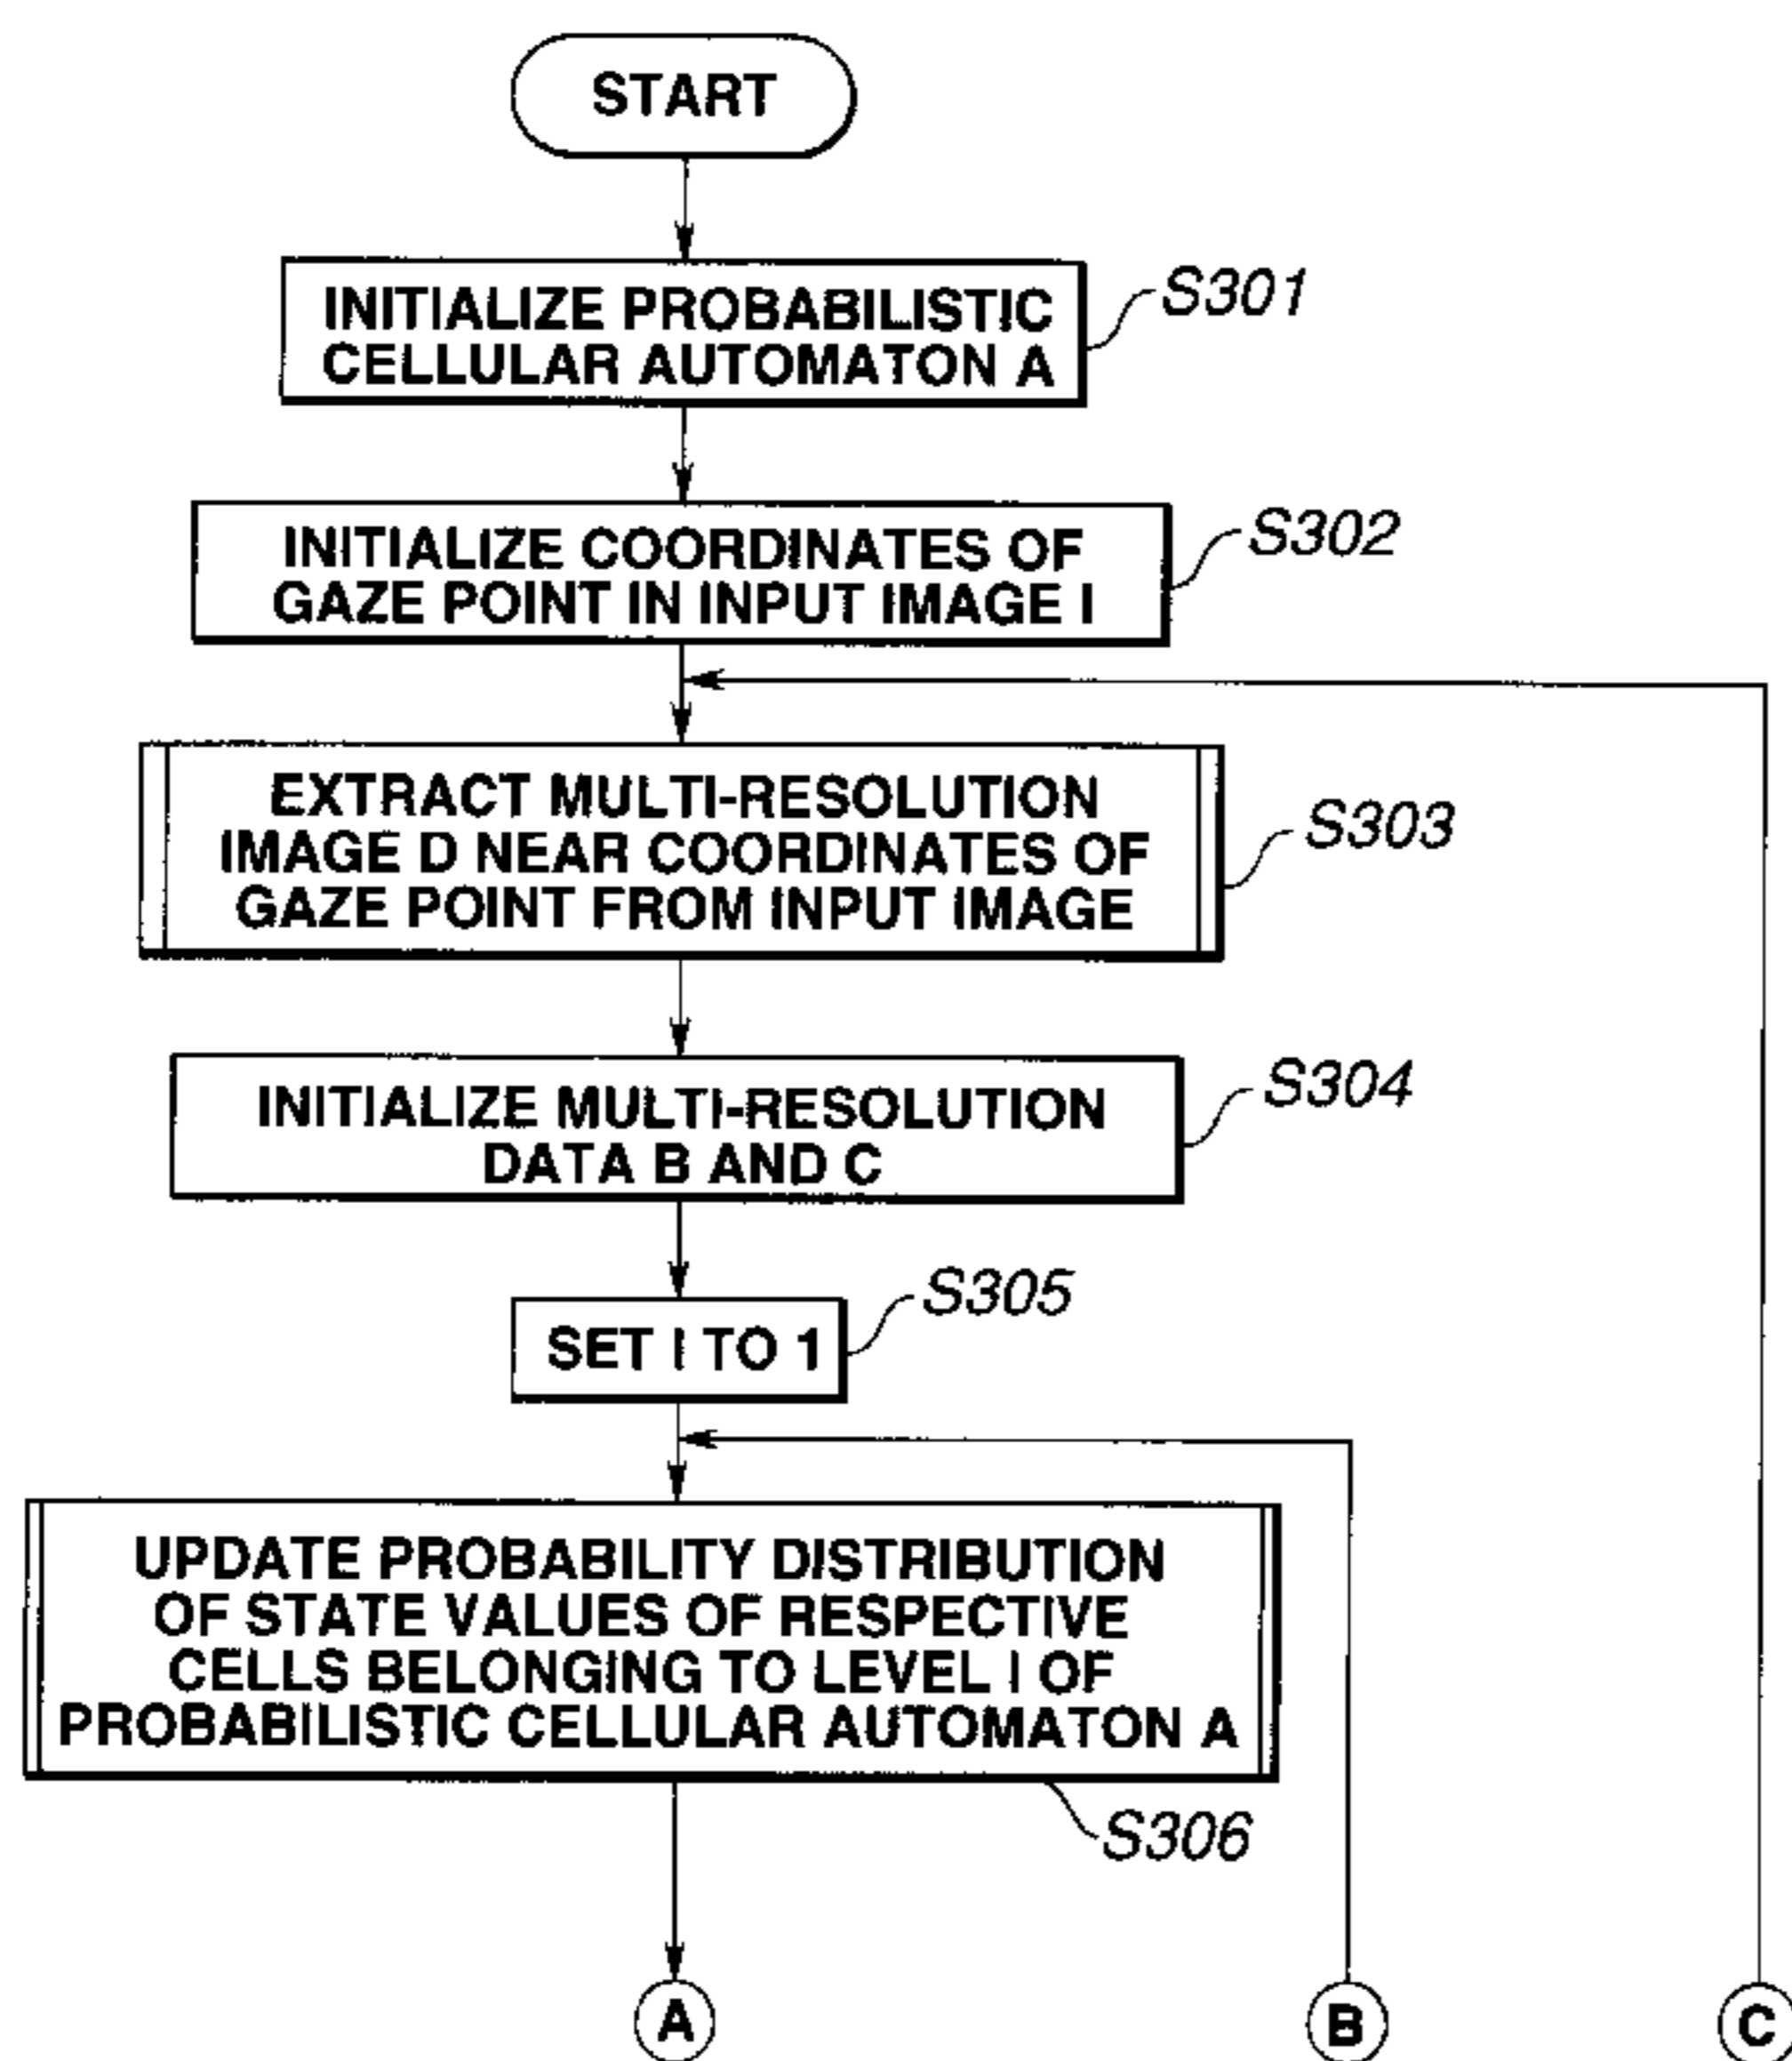 START
INITIALIZE PROBABILISTIC
CELLULAR AUTOMATON A
S301
INITIALIZE COORDINATES OF
GAZE POINT IN INPUT IMAGE I
S302
EXTRACT MULTI-RESOLUTION
IMAGE D NEAR COORDINATES OF
GAZE POINT FROM INPUT IMAGE
S303
INITIALIZE MULTI-RESOLUTION
DATA B AND C
S304
SET I TO 1
S305
UPDATE PROBABILITY DISTRIBUTION
OF STATE VALUES OF RESPECTIVE
CELLS BELONGING TO LEVEL I OF
PROBABILISTIC CELLULAR AUTOMATON A
S306
A
B
C